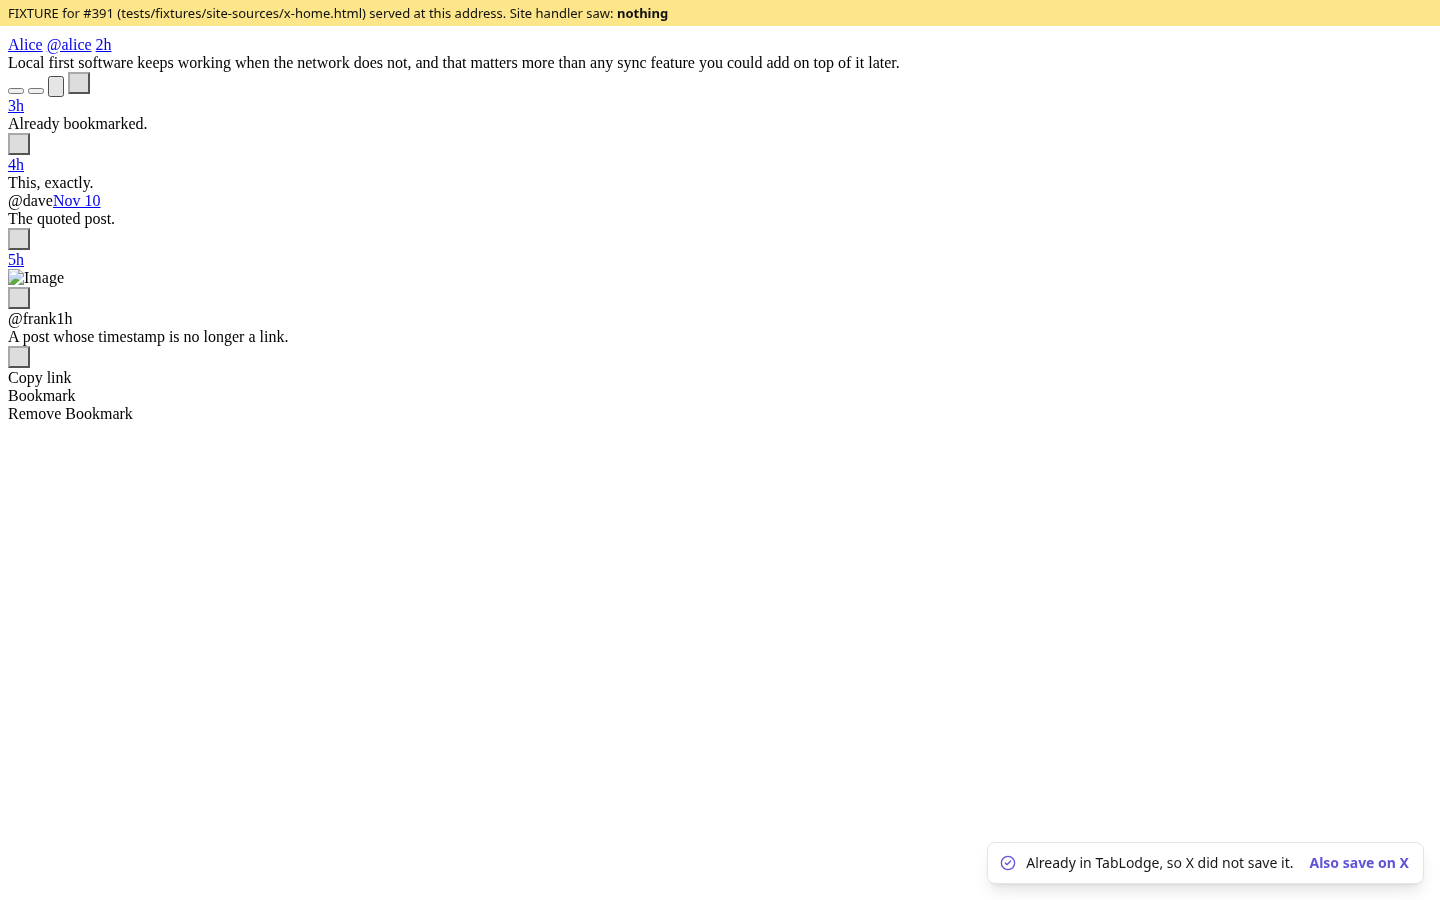 FIXTURE for #391 (tests/fixtures/site-sources/x-home.html) served at this address. Site handler saw: nothing
Alice @alice 2h
Local first software keeps working when the network does not, and that matters more than any sync feature you could add on top of it later.
3h
Already bookmarked.
4h
This, exactly.
@daveNov 10
The quoted post.
5h
Image
@frank1h
A post whose timestamp is no longer a link.
Copy link
Bookmark
Remove Bookmark
Already in TabLodge, so X did not save it. Also save on X